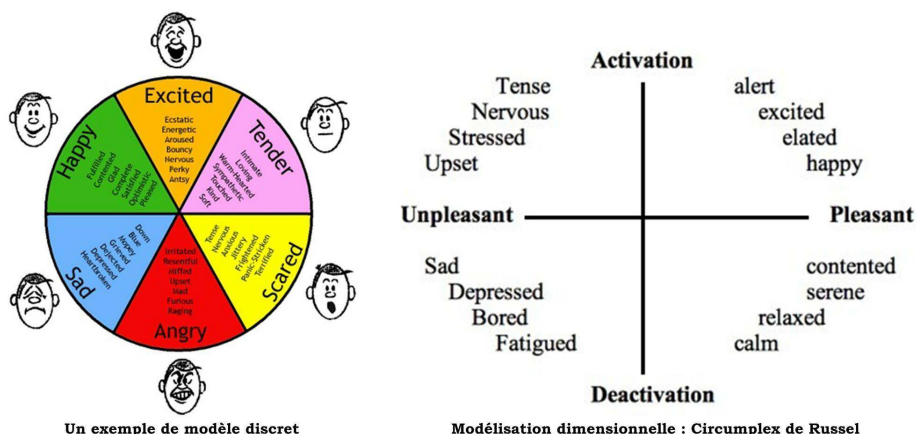 Excited
Ecstatic
Energetic
Aroused
Bouncy
Nervous
Perky
Antsy
Tender
Intimate
Loving
Warm-Hearted
Sympathetic
Touched
Kind
Soft
Scared
Tense
Nervous
Anxious
Jittery
Frightened
Panic-Stricken
Terrified
Angry
Irritated
Resentful
Miffed
Upset
Mad
Furious
Raging
Sad
Down
Blue
Mopey
Grieved
Dejected
Depressed
Heartbroken
Happy
Fulfilled
Contented
Glad
Complete
Satisfied
Optimistic
Pleased
Un exemple de modèle discret
Activation
Tense
Nervous
Stressed
Upset
alert
excited
elated
happy
Unpleasant
Pleasant
Sad
Depressed
Bored
Fatigued
contented
serene
relaxed
calm
Deactivation
Modélisation dimensionnelle : Circumplex de Russel